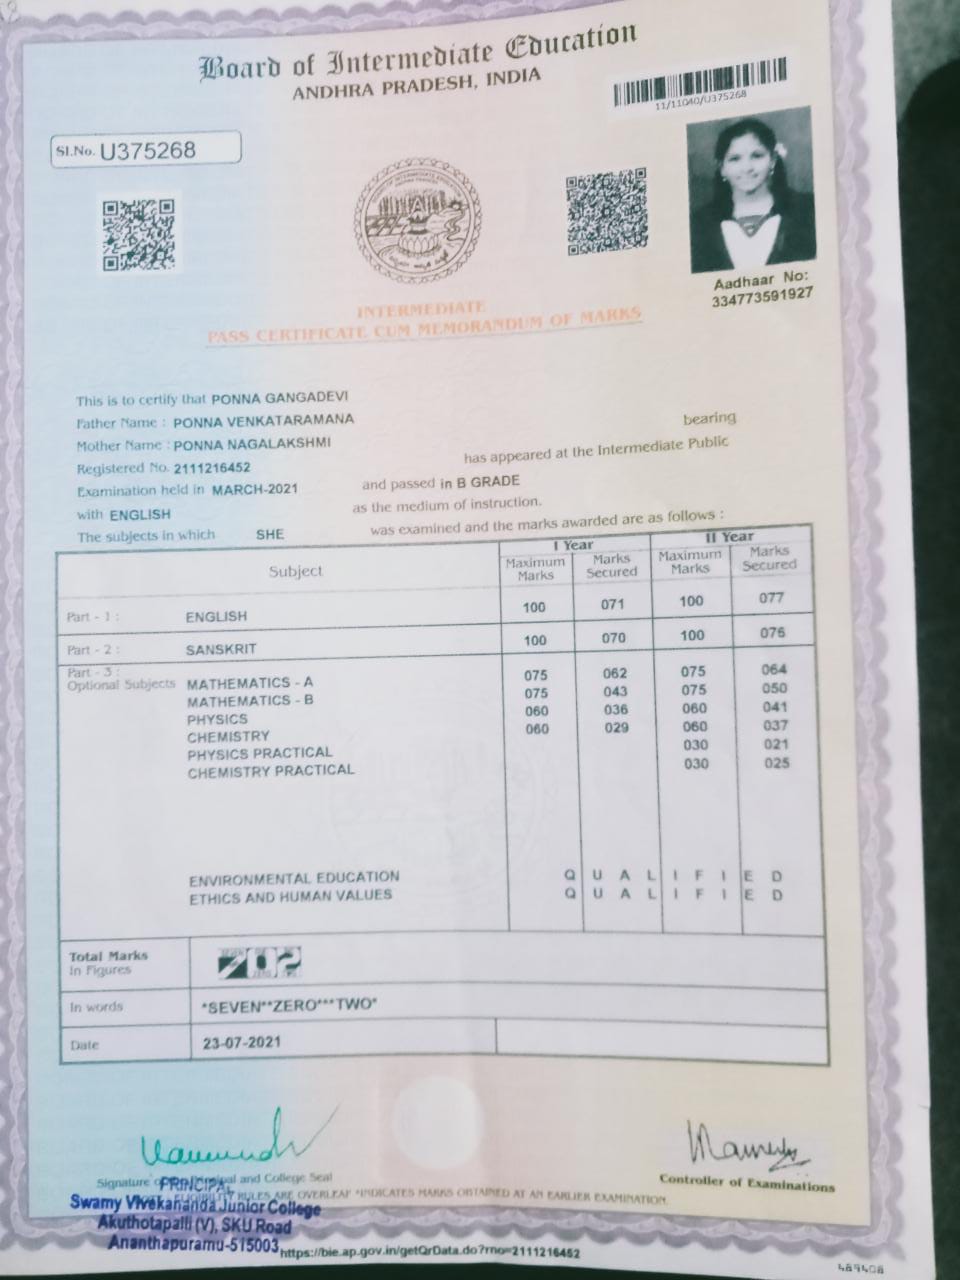 Board of Intermediate Education
ANDHRA PRADESH, INDIA
11/11040/U375268
Sl.No. U375268
Aadhaar No:
334773591927
INTERMEDIATE
PASS CERTIFICATE CUM MEMORANDUM OF MARKS
This is to certify that PONNA GANGADEVI
Father Name : PONNA VENKATARAMANA bearing
Mother Name : PONNA NAGALAKSHMI
Registered No. 2111216452 has appeared at the Intermediate Public
Examination held in MARCH-2021 and passed in B GRADE
with ENGLISH as the medium of instruction.
The subjects in which SHE was examined and the marks awarded are as follows :
Subject I Year II Year
Maximum Marks Marks Secured Maximum Marks Marks Secured
Part - 1 : ENGLISH 100 071 100 077
Part - 2 : SANSKRIT 100 070 100 076
Part - 3 :
Optional Subjects MATHEMATICS - A 075 062 075 064
MATHEMATICS - B 075 043 075 050
PHYSICS 060 036 060 041
CHEMISTRY 060 029 060 037
PHYSICS PRACTICAL 030 021
CHEMISTRY PRACTICAL 030 025
ENVIRONMENTAL EDUCATION Q U A L I F I E D
ETHICS AND HUMAN VALUES Q U A L I F I E D
Total Marks
In Figures 702
In words *SEVEN**ZERO***TWO*
Date 23-07-2021
Signature of Principal and College Seal
Controller of Examinations
PRINCIPAL
ELIGIBILITY RULES ARE OVERLEAF *INDICATES MARKS OBTAINED AT AN EARLIER EXAMINATION.
Swamy Vivekananda Junior College
Akuthotapalli (V), SKU Road
Ananthapuramu-515003
https://bie.ap.gov.in/getQrData.do?rno=2111216452
489408